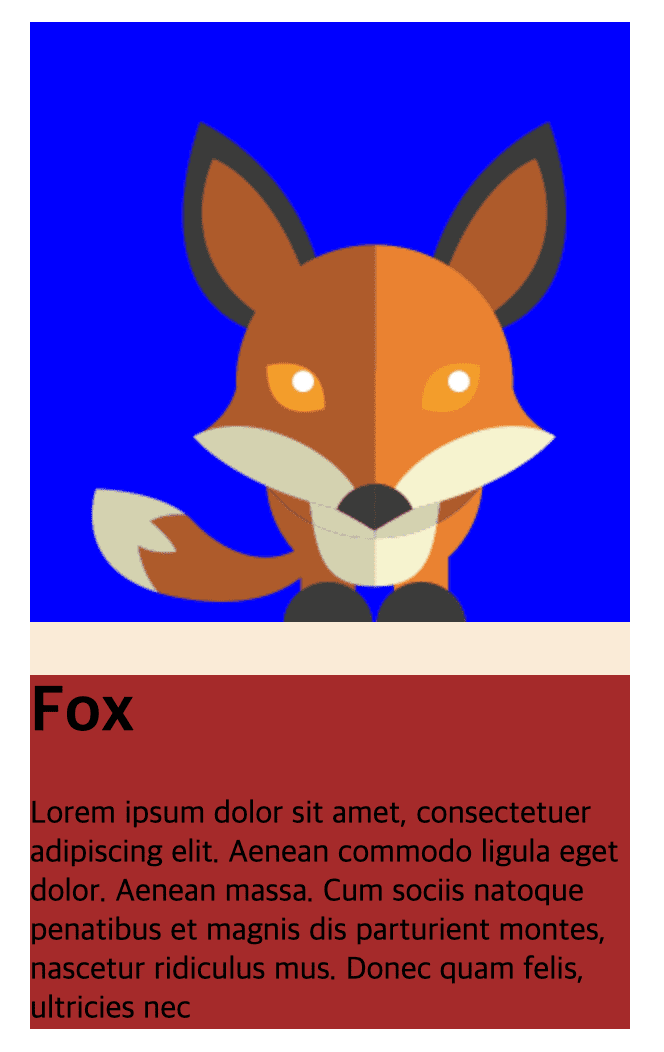 Fox
Lorem ipsum dolor sit amet, consectetuer
adipiscing elit. Aenean commodo ligula eget
dolor. Aenean massa. Cum sociis natoque
penatibus et magnis dis parturient montes,
nascetur ridiculus mus. Donec quam felis,
ultricies nec